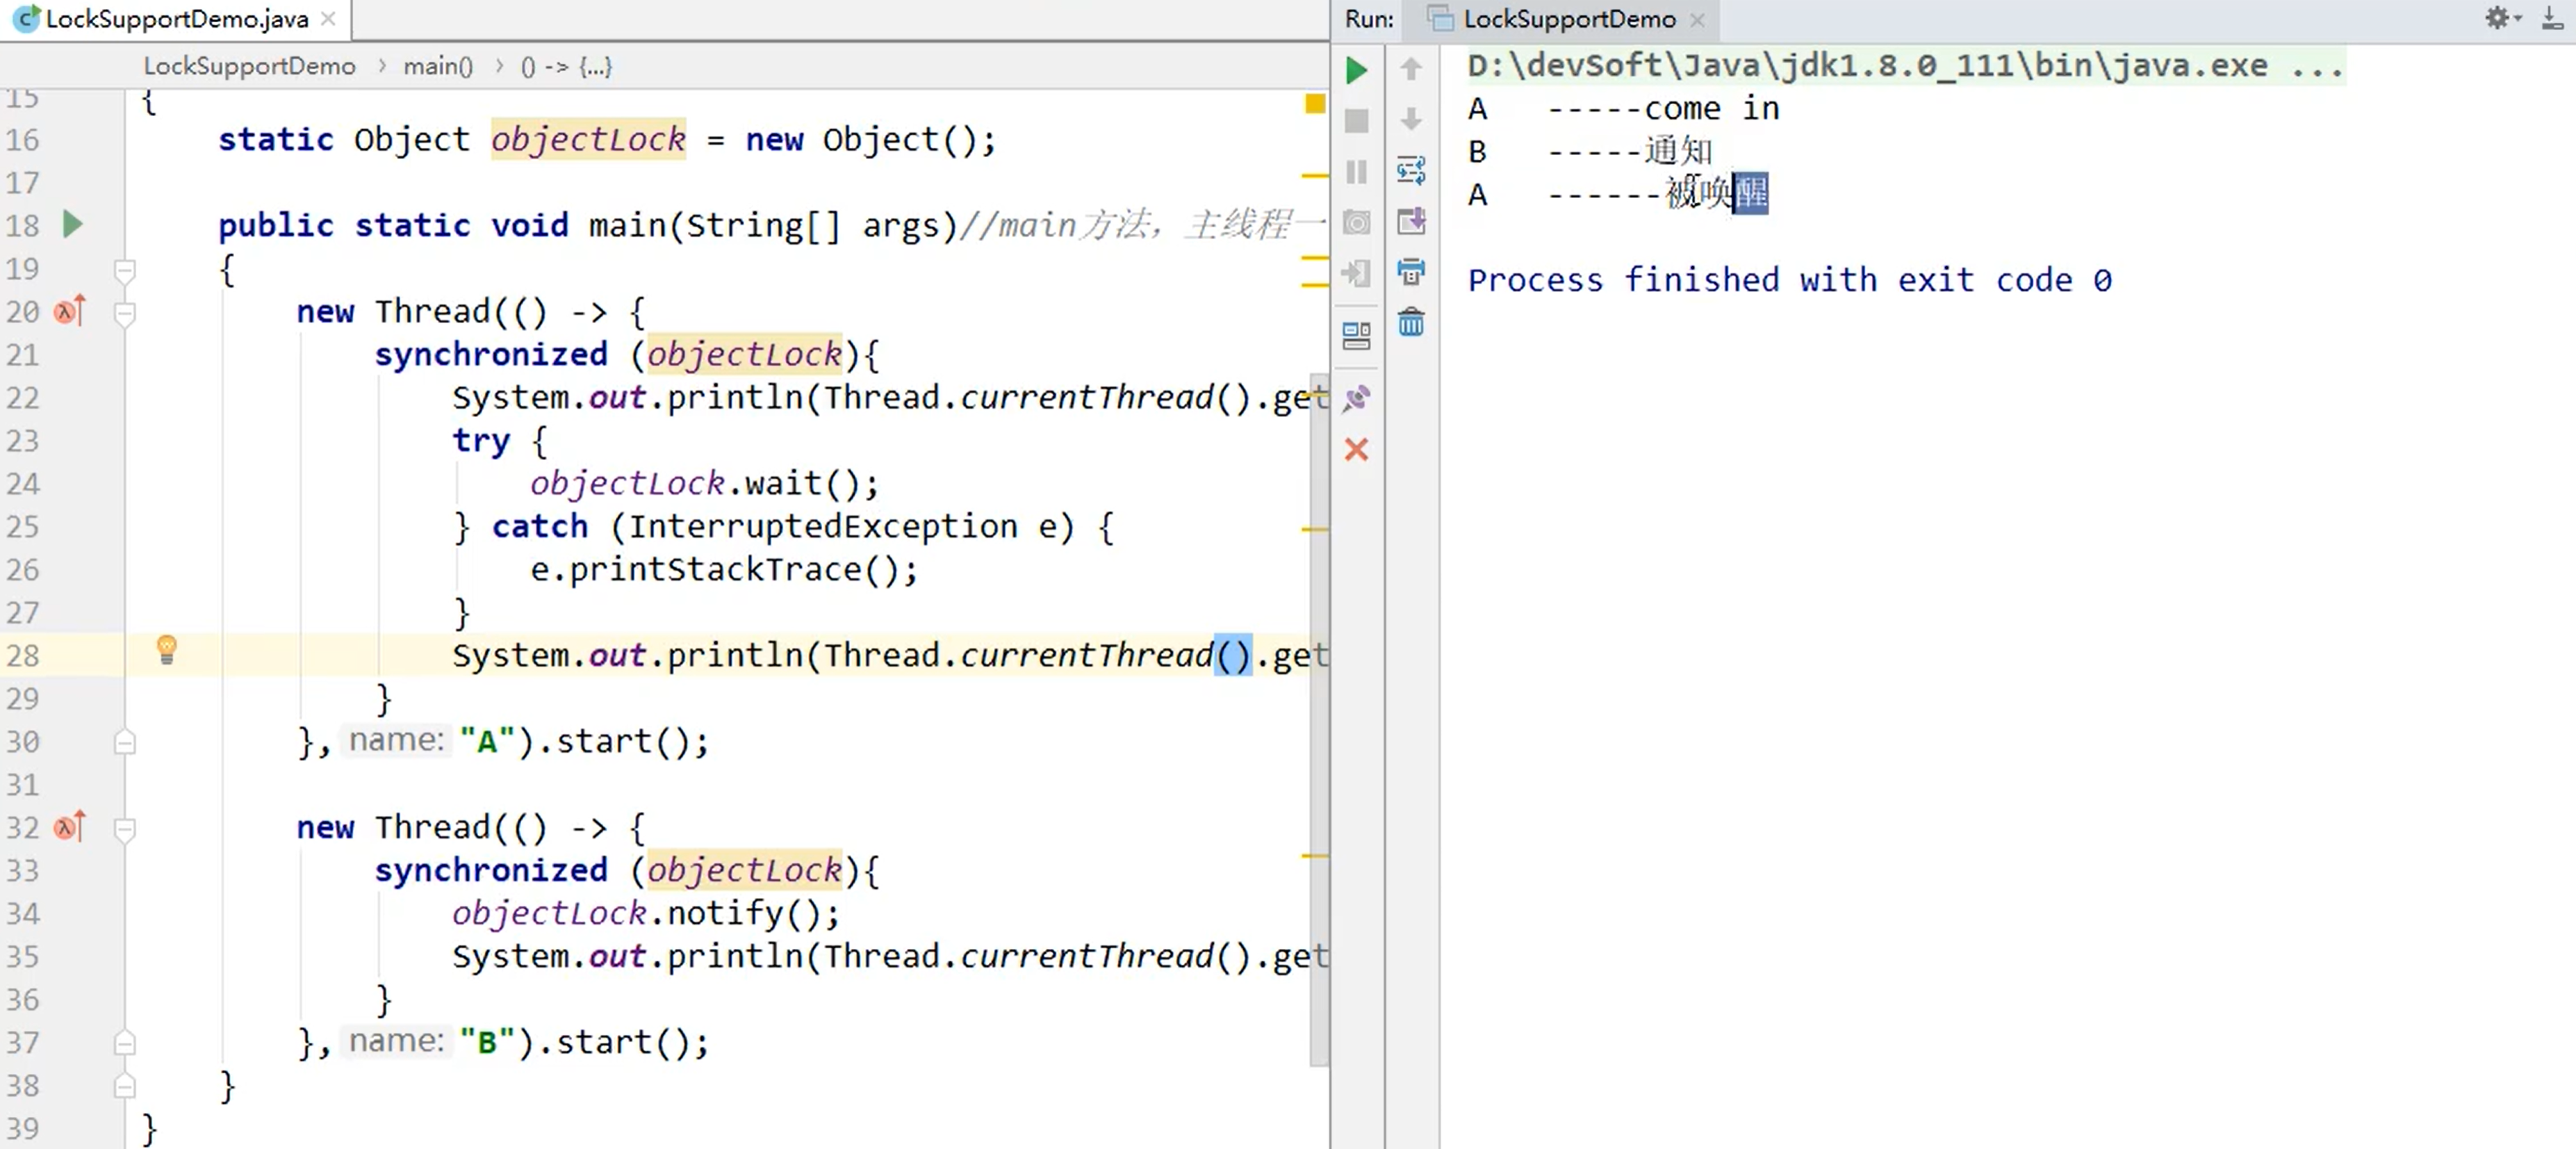 LockSupportDemo.java
LockSupportDemo main() () -> {...}
15 {
16 static Object objectLock = new Object();
17
18 public static void main(String[] args)//main方法，主线程一
19 {
20 new Thread(() -> {
21 synchronized (objectLock){
22 System.out.println(Thread.currentThread().get
23 try {
24 objectLock.wait();
25 } catch (InterruptedException e) {
26 e.printStackTrace();
27 }
28 System.out.println(Thread.currentThread().get
29 }
30 }, name: "A").start();
31
32 new Thread(() -> {
33 synchronized (objectLock){
34 objectLock.notify();
35 System.out.println(Thread.currentThread().get
36 }
37 }, name: "B").start();
38 }
39 }
Run: LockSupportDemo
D:\devSoft\Java\jdk1.8.0_111\bin\java.exe ...
A -----come in
B -----通知
A ------被唤醒
Process finished with exit code 0